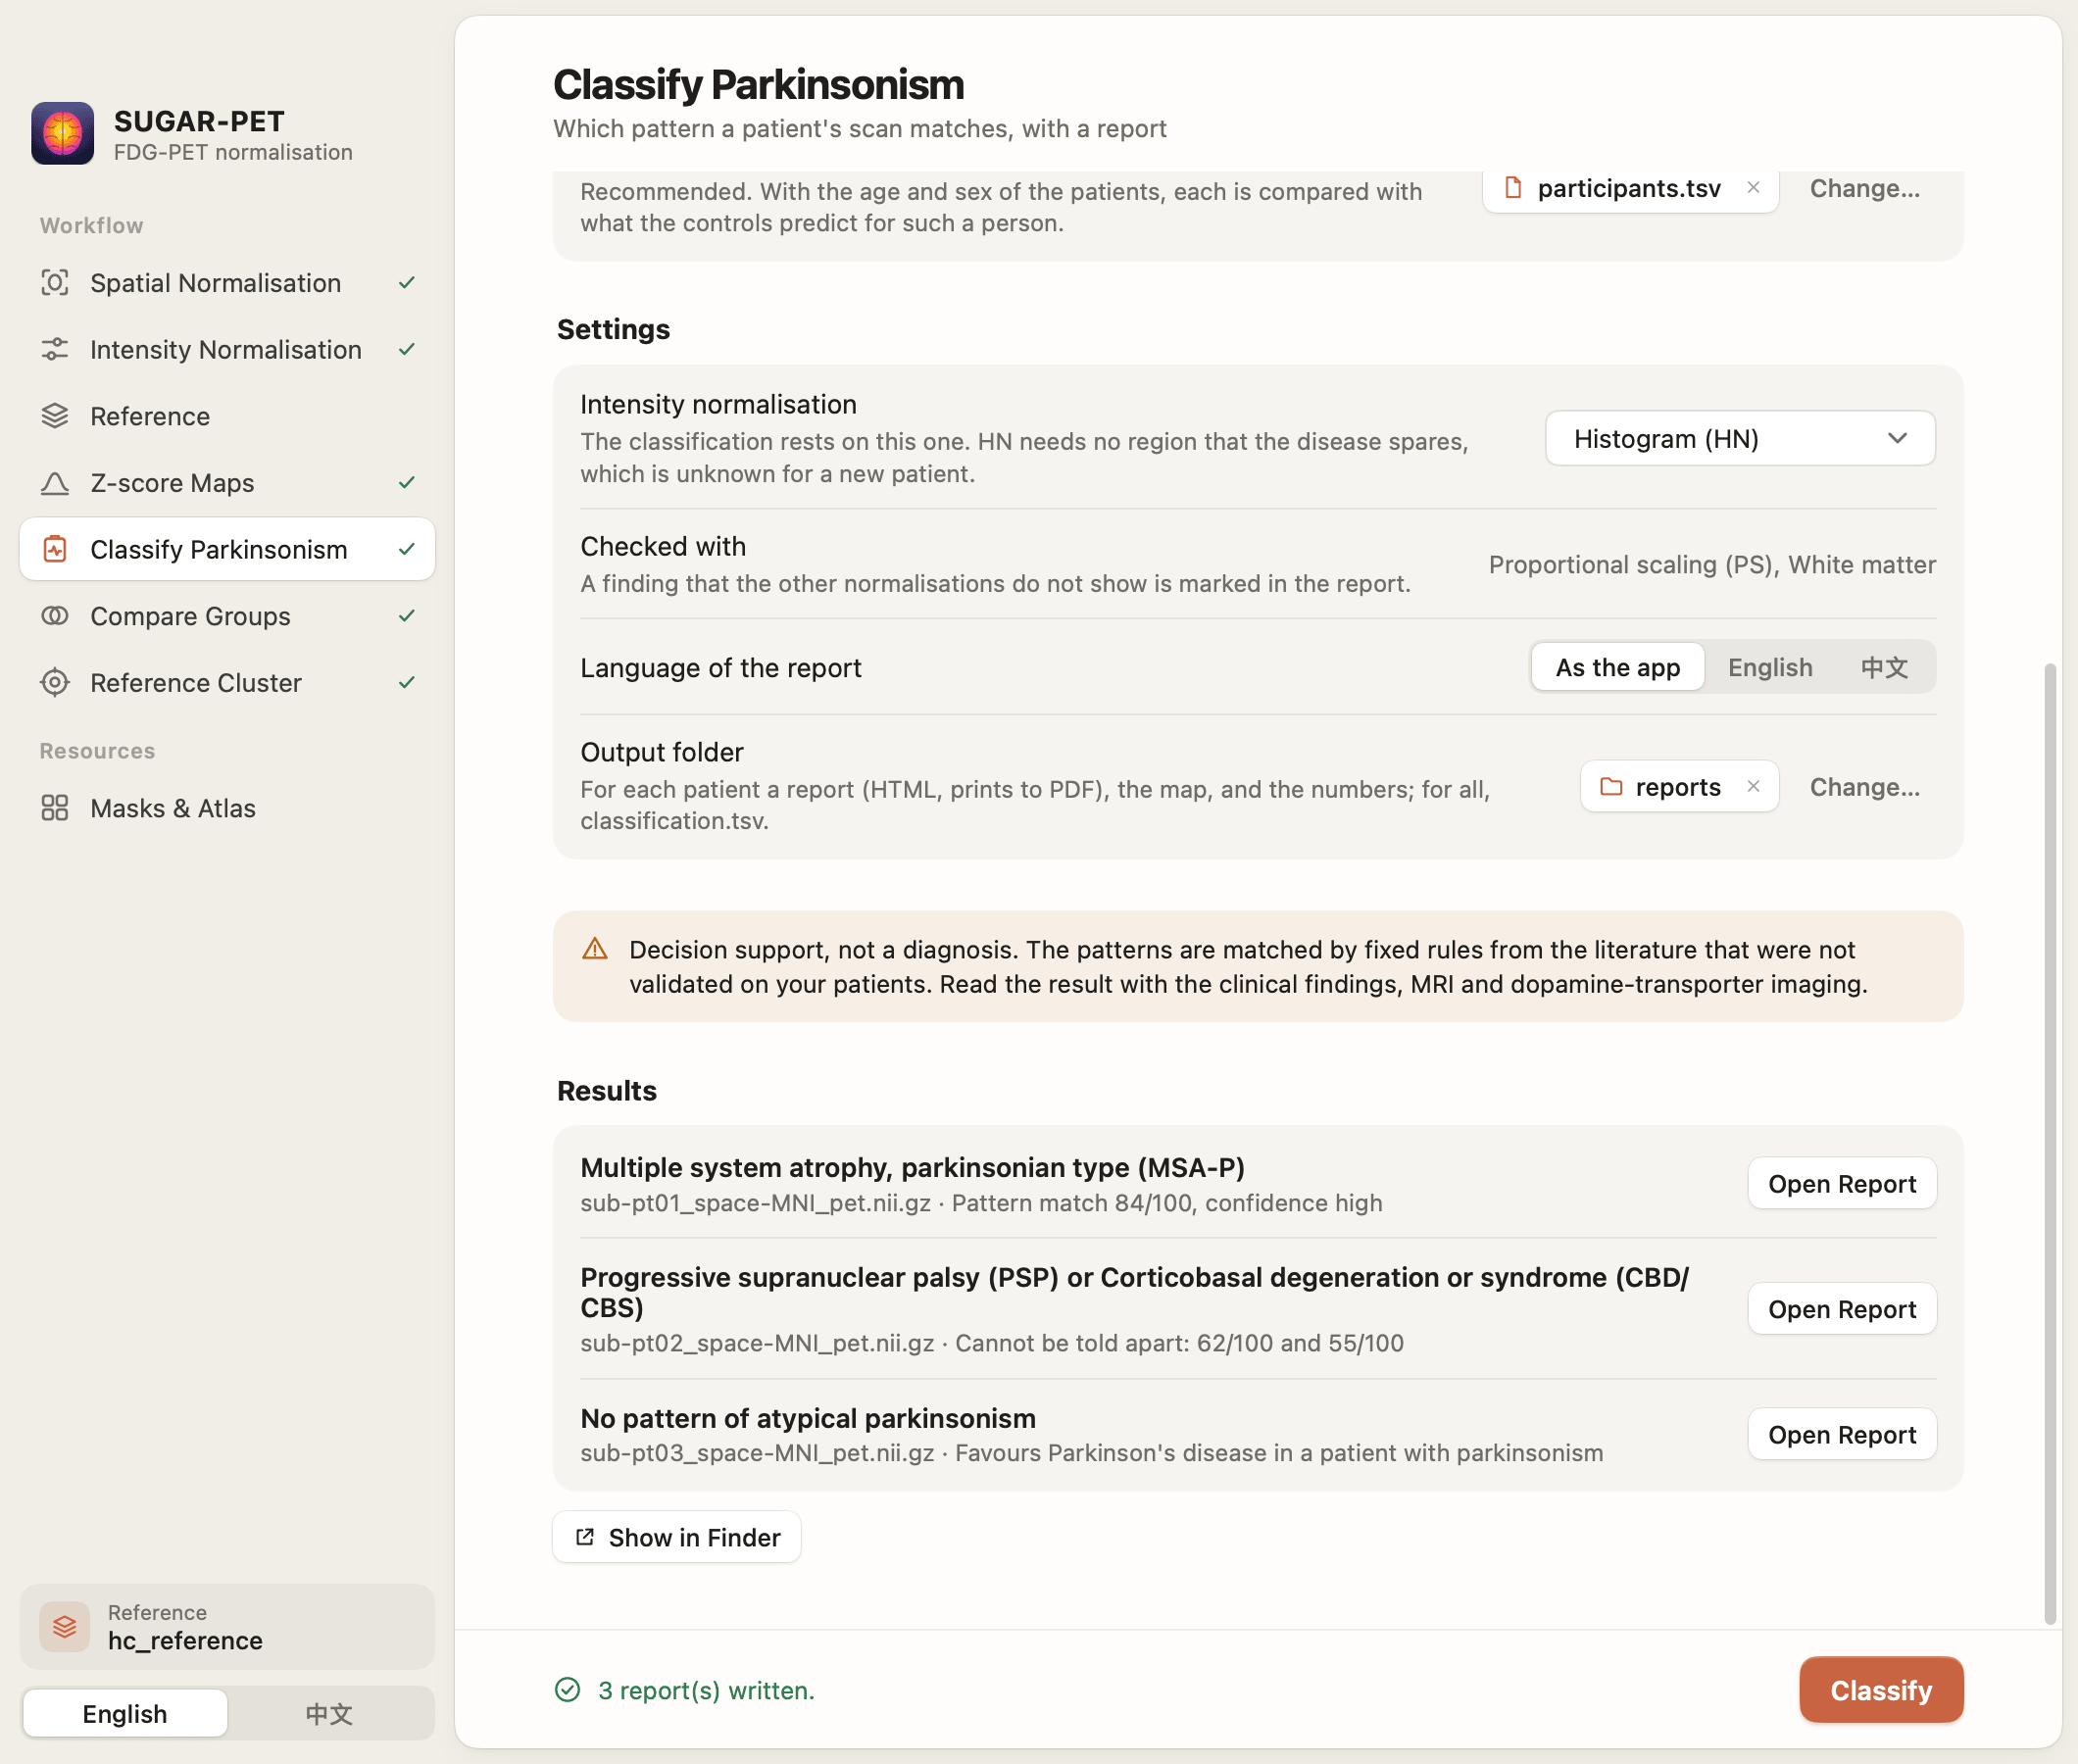 SUGAR-PET
FDG-PET normalisation
Workflow
Spatial Normalisation
Intensity Normalisation
Reference
Z-score Maps
Classify Parkinsonism
Compare Groups
Reference Cluster
Resources
Masks & Atlas
Reference
hc_reference
English
中文
Classify Parkinsonism
Which pattern a patient's scan matches, with a report
Recommended. With the age and sex of the patients, each is compared with
what the controls predict for such a person.
participants.tsv
Change...
Settings
Intensity normalisation
The classification rests on this one. HN needs no region that the disease spares,
which is unknown for a new patient.
Histogram (HN)
Checked with
A finding that the other normalisations do not show is marked in the report.
Proportional scaling (PS), White matter
Language of the report
As the app
English
中文
Output folder
For each patient a report (HTML, prints to PDF), the map, and the numbers; for all,
classification.tsv.
reports
Change...
Decision support, not a diagnosis. The patterns are matched by fixed rules from the literature that were not
validated on your patients. Read the result with the clinical findings, MRI and dopamine-transporter imaging.
Results
Multiple system atrophy, parkinsonian type (MSA-P)
sub-pt01_space-MNI_pet.nii.gz · Pattern match 84/100, confidence high
Open Report
Progressive supranuclear palsy (PSP) or Corticobasal degeneration or syndrome (CBD/
CBS)
sub-pt02_space-MNI_pet.nii.gz · Cannot be told apart: 62/100 and 55/100
Open Report
No pattern of atypical parkinsonism
sub-pt03_space-MNI_pet.nii.gz · Favours Parkinson's disease in a patient with parkinsonism
Open Report
Show in Finder
3 report(s) written.
Classify